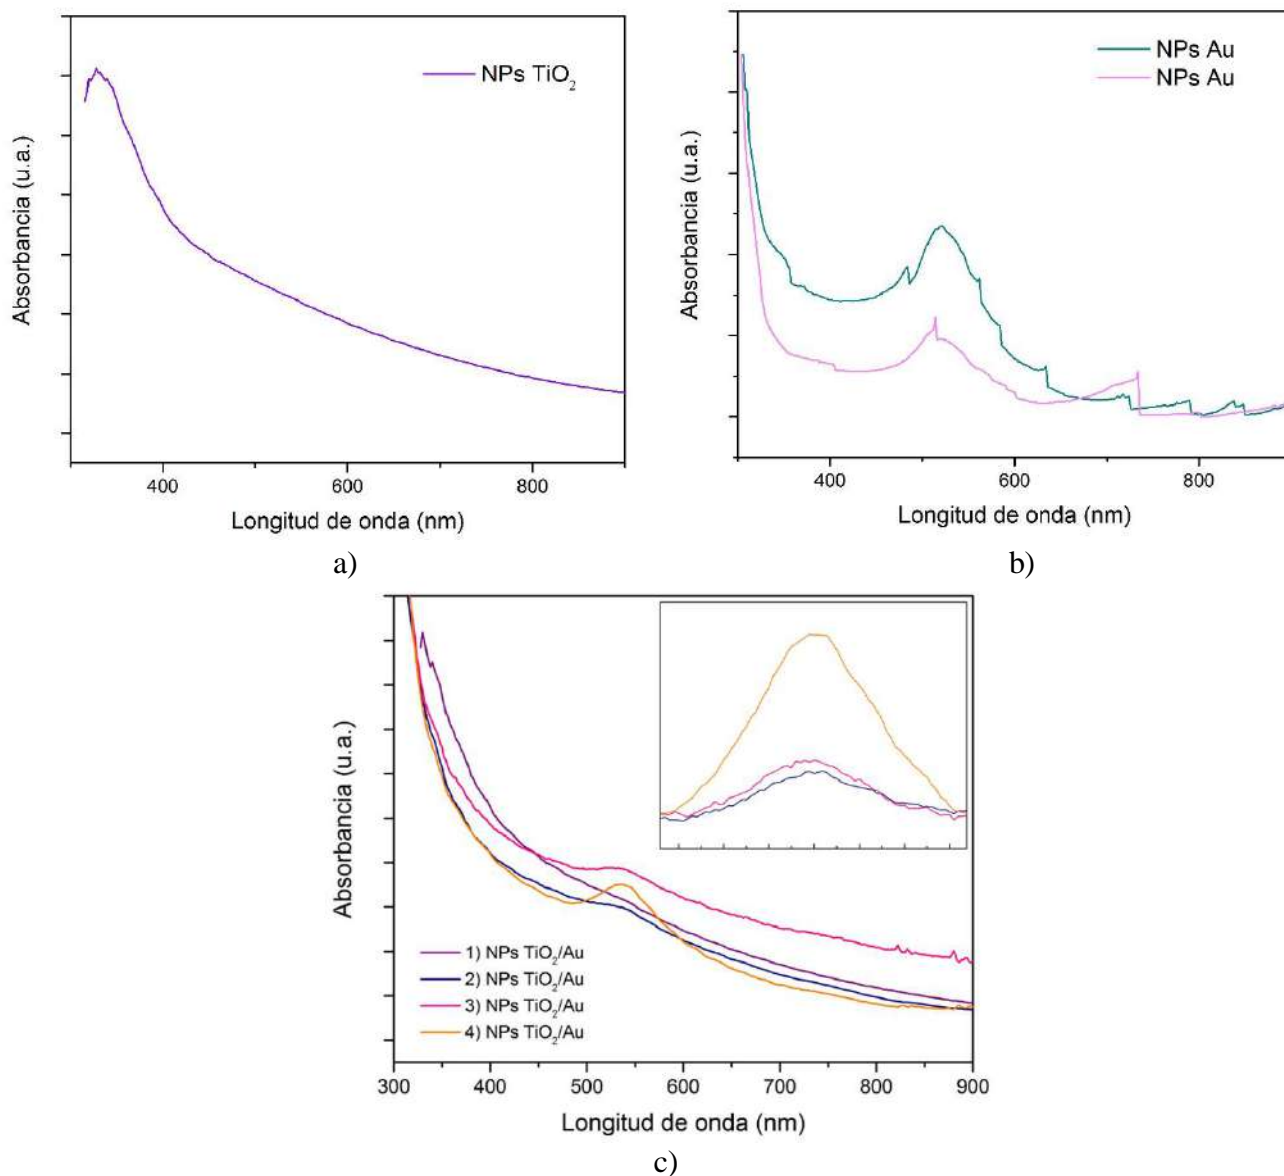 NPs TiO₂
Absorbancia (u.a.)
400
600
800
Longitud de onda (nm)
a)
NPs Au
NPs Au
Absorbancia (u.a.)
400
600
800
Longitud de onda (nm)
b)
Absorbancia (u.a.)
1) NPs TiO₂/Au
2) NPs TiO₂/Au
3) NPs TiO₂/Au
4) NPs TiO₂/Au
300
400
500
600
700
800
900
Longitud de onda (nm)
c)